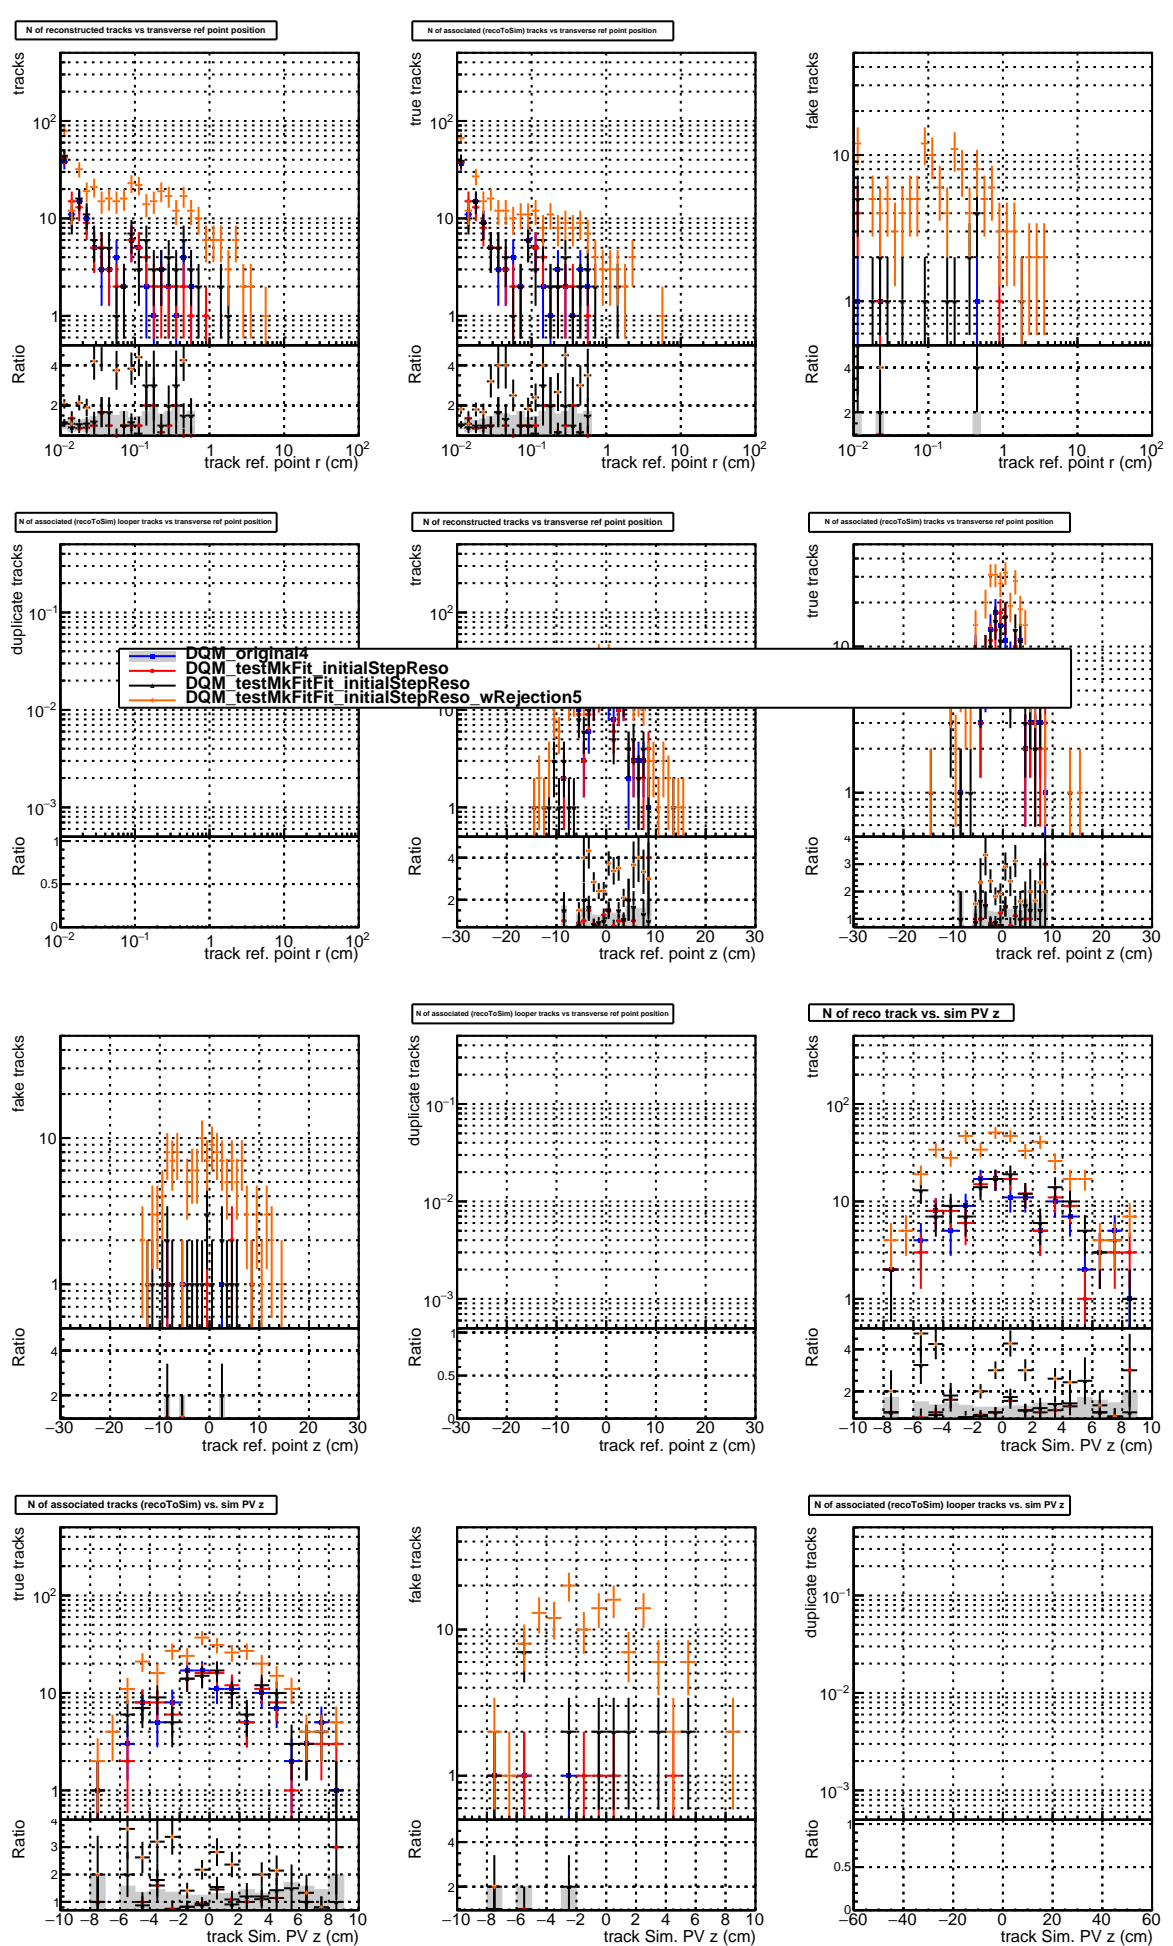 N of reconstructed tracks vs transverse ref point position
tracks
10²
10
1
Ratio
4
2
10⁻² 10⁻¹ 1 10 10²
track ref. point r (cm)
N of associated (recoToSim) tracks vs transverse ref point position
true tracks
10²
10
1
Ratio
4
2
10⁻² 10⁻¹ 1 10 10²
track ref. point r (cm)
fake tracks
10
1
Ratio
4
2
10⁻² 10⁻¹ 1 10 10²
track ref. point r (cm)
N of associated (recoToSim) looper tracks vs transverse ref point position
duplicate tracks
10⁻¹
10⁻²
10⁻³
Ratio
1
0.5
0
10⁻² 10⁻¹ 1 10 10²
track ref. point r (cm)
N of reconstructed tracks vs transverse ref point position
tracks
10²
10
1
Ratio
4
2
−30 −20 −10 0 10 20 30
track ref. point z (cm)
N of associated (recoToSim) tracks vs transverse ref point position
true tracks
10
1
Ratio
4
3
2
1
−30 −20 −10 0 10 20 30
track ref. point z (cm)
DQM_original4
DQM_testMkFit_initialStepReso
DQM_testMkFitFit_initialStepReso
DQM_testMkFitFit_initialStepReso_wRejection5
fake tracks
10
1
Ratio
4
2
−30 −20 −10 0 10 20 30
track ref. point z (cm)
N of associated (recoToSim) looper tracks vs transverse ref point position
duplicate tracks
10⁻¹
10⁻²
10⁻³
Ratio
1
0.5
0
−30 −20 −10 0 10 20 30
track ref. point z (cm)
N of reco track vs. sim PV z
tracks
10²
10
1
Ratio
4
2
−10 −8 −6 −4 −2 0 2 4 6 8 10
track Sim. PV z (cm)
N of associated tracks (recoToSim) vs. sim PV z
true tracks
10²
10
1
Ratio
4
3
2
1
−10 −8 −6 −4 −2 0 2 4 6 8 10
track Sim. PV z (cm)
fake tracks
10
1
Ratio
4
2
−10 −8 −6 −4 −2 0 2 4 6 8 10
track Sim. PV z (cm)
N of associated (recoToSim) looper tracks vs. sim PV z
duplicate tracks
10⁻¹
10⁻²
10⁻³
Ratio
1
0.5
0
−60 −40 −20 0 20 40 60
track Sim. PV z (cm)